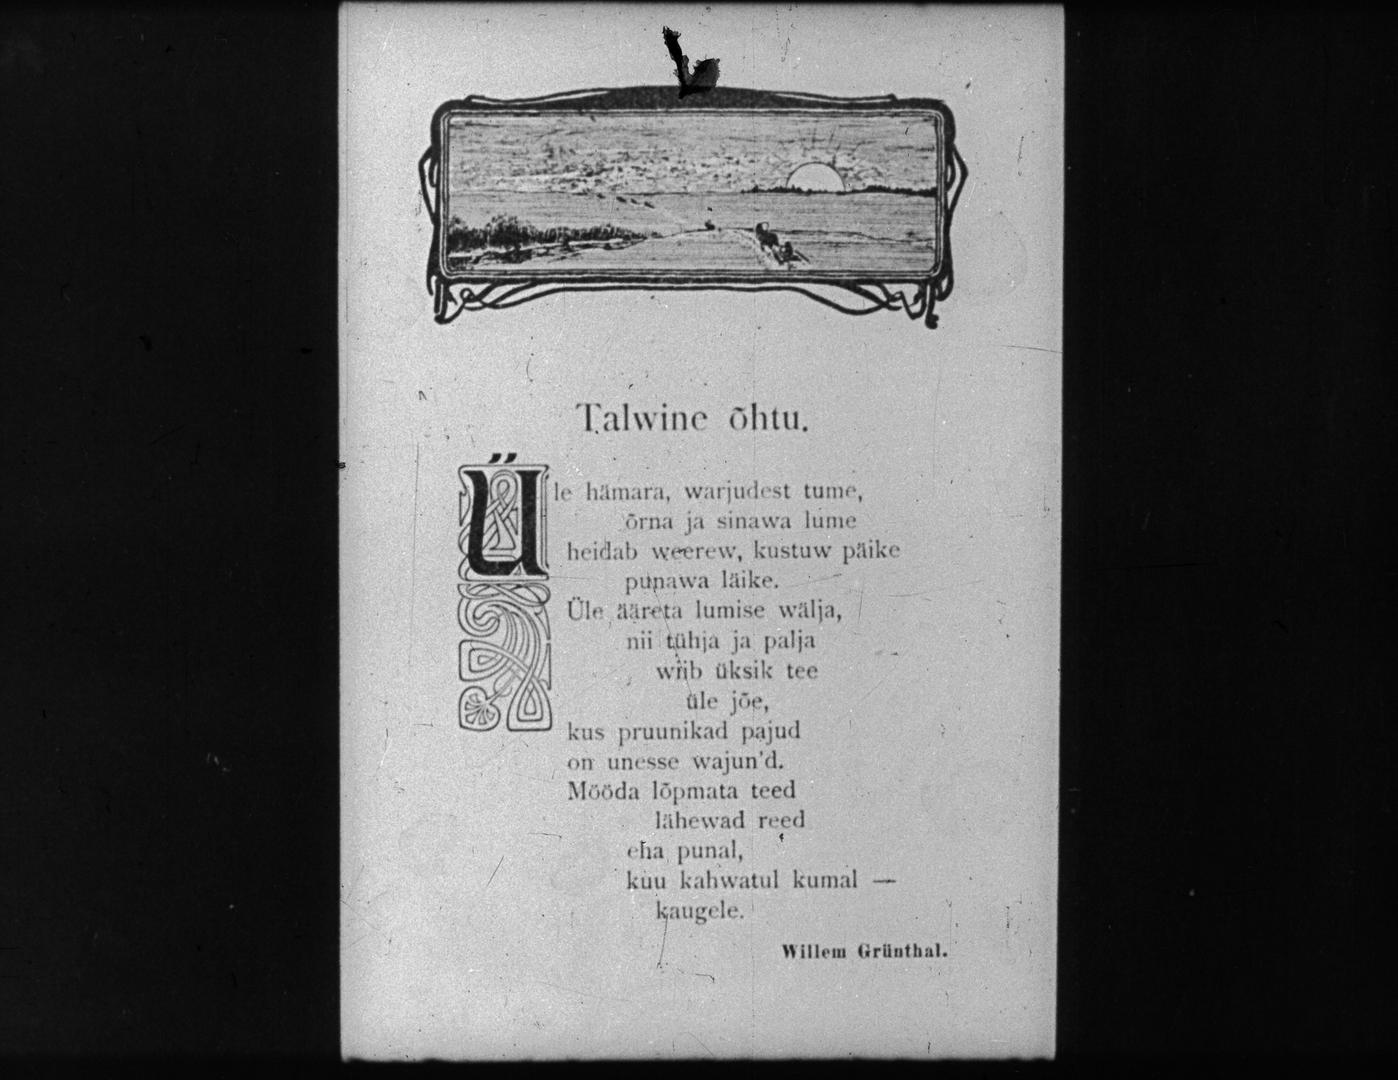 Talwine õhtu.
Üle hämara, warjudest tume,
õrna ja sinawa lume
heidab weerew, kustuw päike
punawa läike.
Üle ääreta lumise wälja,
nii tühja ja palja
wiib üksik tee
üle jõe,
kus pruunikad pajud
on unesse wajun'd.
Mööda lõpmata teed
lähewad reed
eha punal,
kuu kahwatul kumal —
kaugele.
Willem Grünthal.